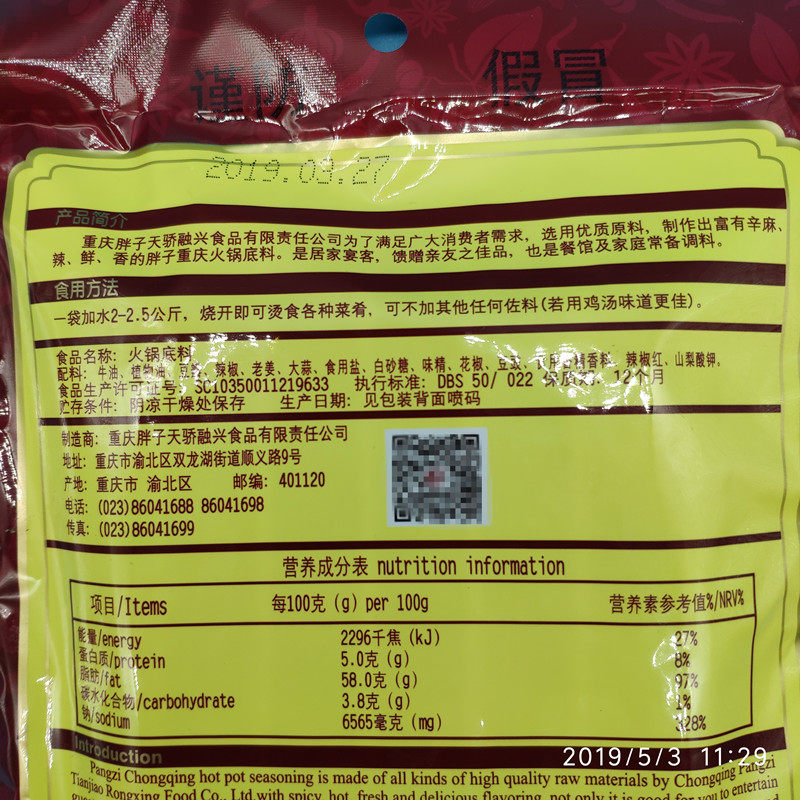 谨防 假冒
2019.03.27
产品简介
重庆胖子天骄融兴食品有限责任公司为了满足广大消费者需求，选用优质原料，制作出富有辛麻、
辣、鲜、香的胖子重庆火锅底料。是居家宴客，馈赠亲友之佳品，也是餐馆及家庭常备调料。
食用方法
一袋加水2-2.5公斤，烧开即可烫食各种菜肴，可不加其他任何佐料(若用鸡汤味道更佳)。
食品名称: 火锅底料
配料: 牛油、植物油、豆瓣、辣椒、老姜、大蒜、食用盐、白砂糖、味精、花椒、豆豉、食用香精香料、辣椒红、山梨酸钾。
食品生产许可证号: SC10350011219633 执行标准: DBS 50/ 022 保质期: 12个月
贮存条件: 阴凉干燥处保存 生产日期: 见包装背面喷码
制造商: 重庆胖子天骄融兴食品有限责任公司
地址: 重庆市渝北区双龙湖街道顺义路9号
产地: 重庆市 渝北区 邮编: 401120
电话: (023)86041688 86041698
传真: (023)86041699
营养成分表 nutrition information
项目/Items 每100克 (g) per 100g 营养素参考值%/NRV%
能量/energy 2296千焦 (kJ) 27%
蛋白质/protein 5.0克 (g) 8%
脂肪/fat 58.0克 (g) 97%
碳水化合物/carbohydrate 3.8克 (g) 1%
钠/sodium 6565毫克 (mg) 328%
Introduction
2019/5/3 11:29
Pangzi Chongqing hot pot seasoning is made of all kinds of high quality raw materials by Chongqing Pangzi
Tianjiao Rongxing Food Co., Ltd with spicy, hot, fresh and delicious flavoring, not only it is good for you to entertain